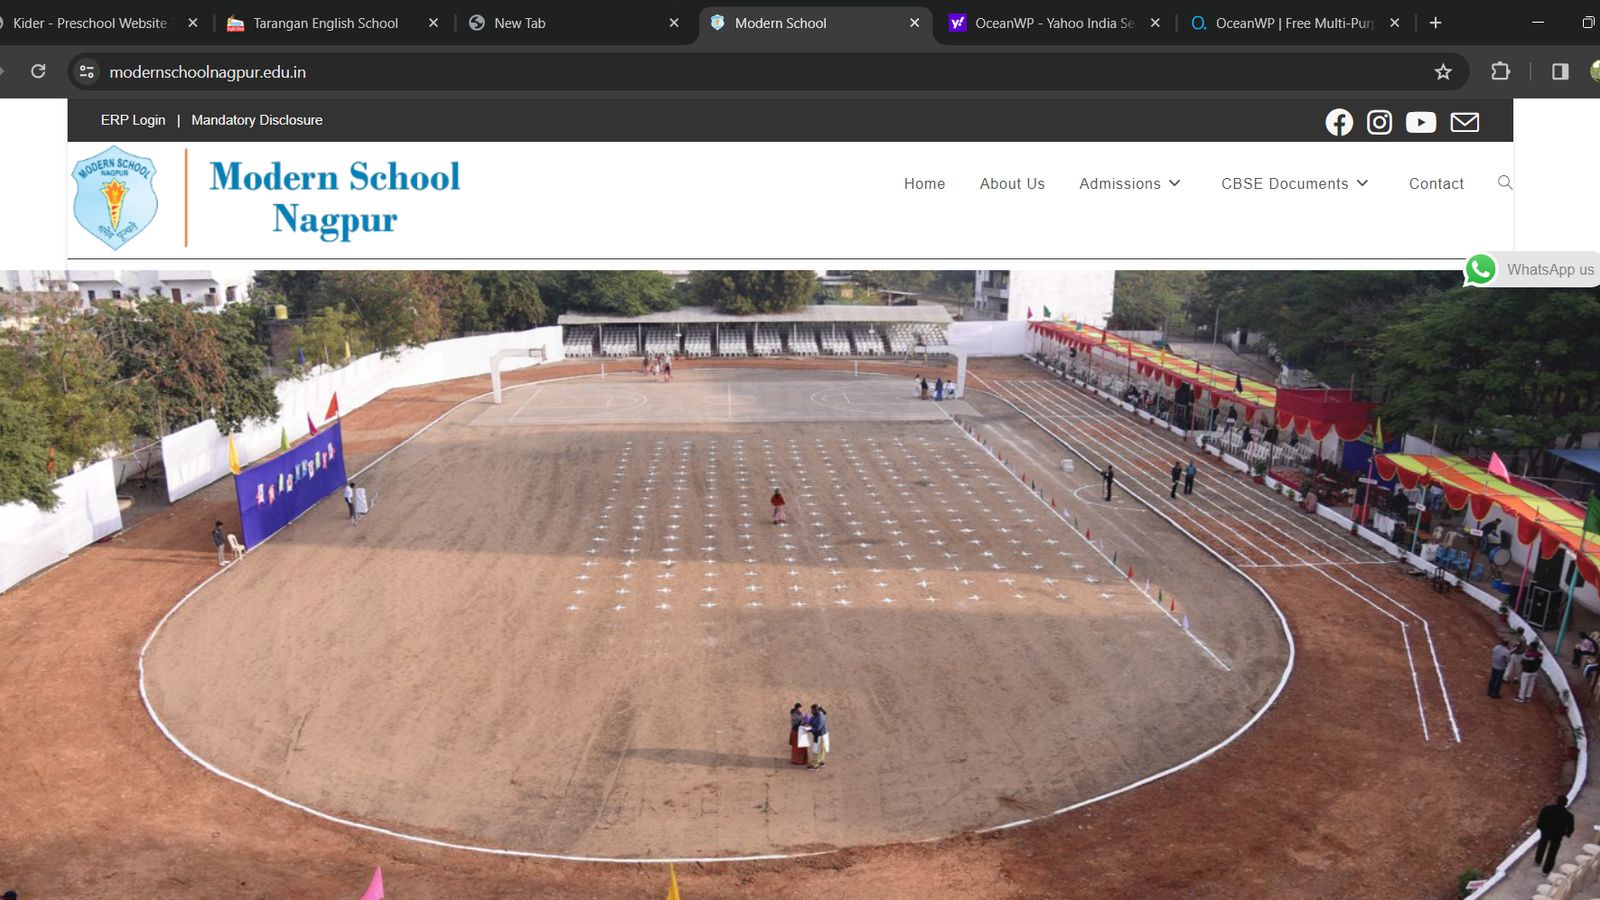 Kider - Preschool Website
Tarangan English School
New Tab
Modern School
OceanWP - Yahoo India Se
OceanWP | Free Multi-Purp
modernschoolnagpur.edu.in
ERP Login | Mandatory Disclosure
MODERN SCHOOL
NAGPUR
Modern School
Nagpur
Home
About Us
Admissions
CBSE Documents
Contact
WhatsApp us